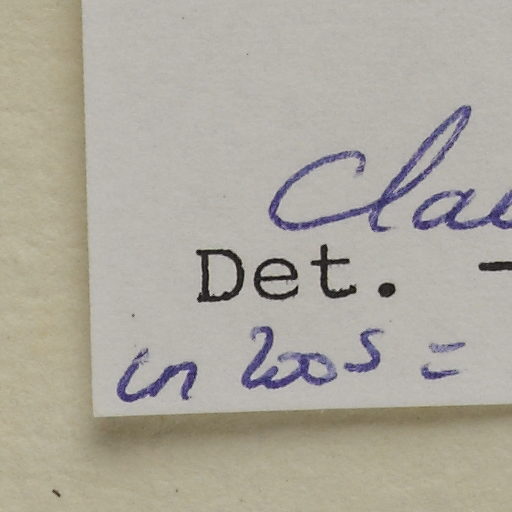 Cla
Det. -
in 2005 =